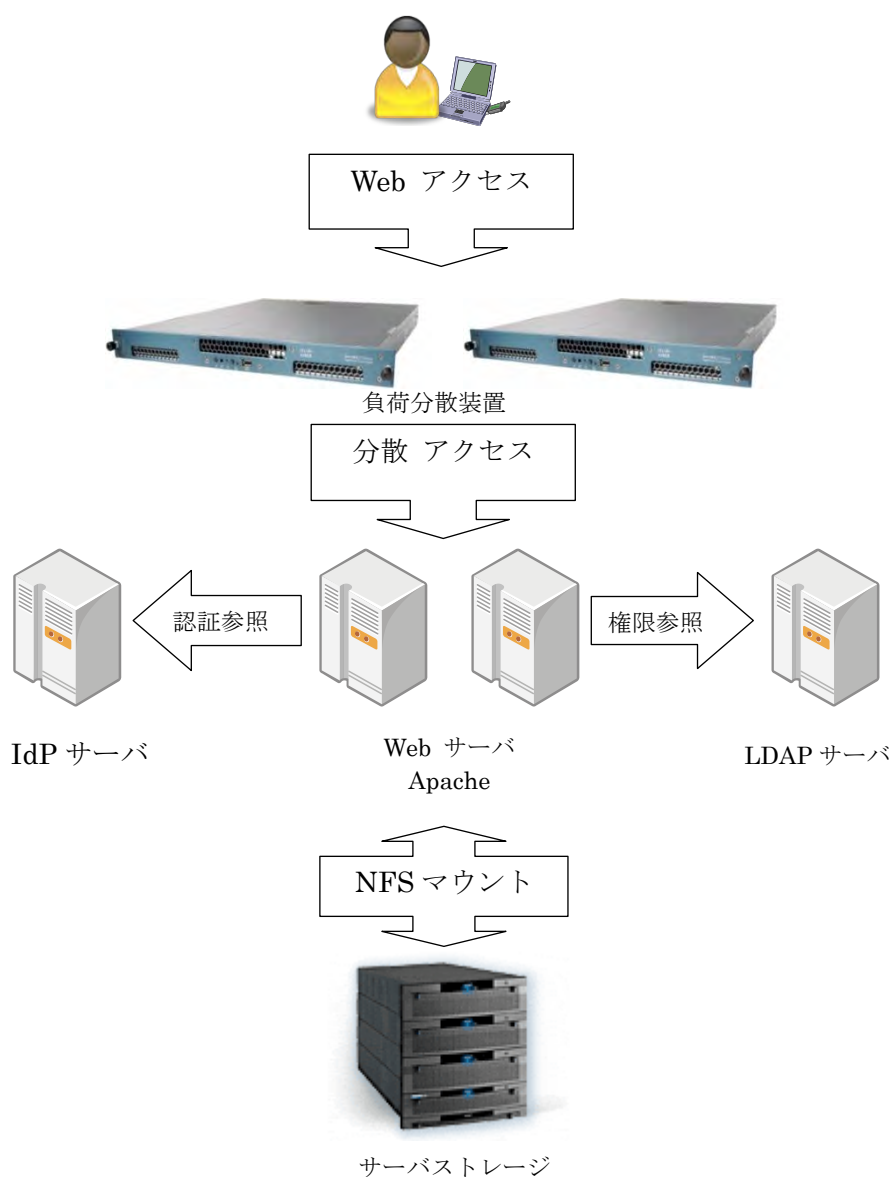 Web アクセス
負荷分散装置
分散 アクセス
認証参照
権限参照
IdP サーバ
Web サーバ
Apache
LDAP サーバ
NFS マウント
サーバストレージ